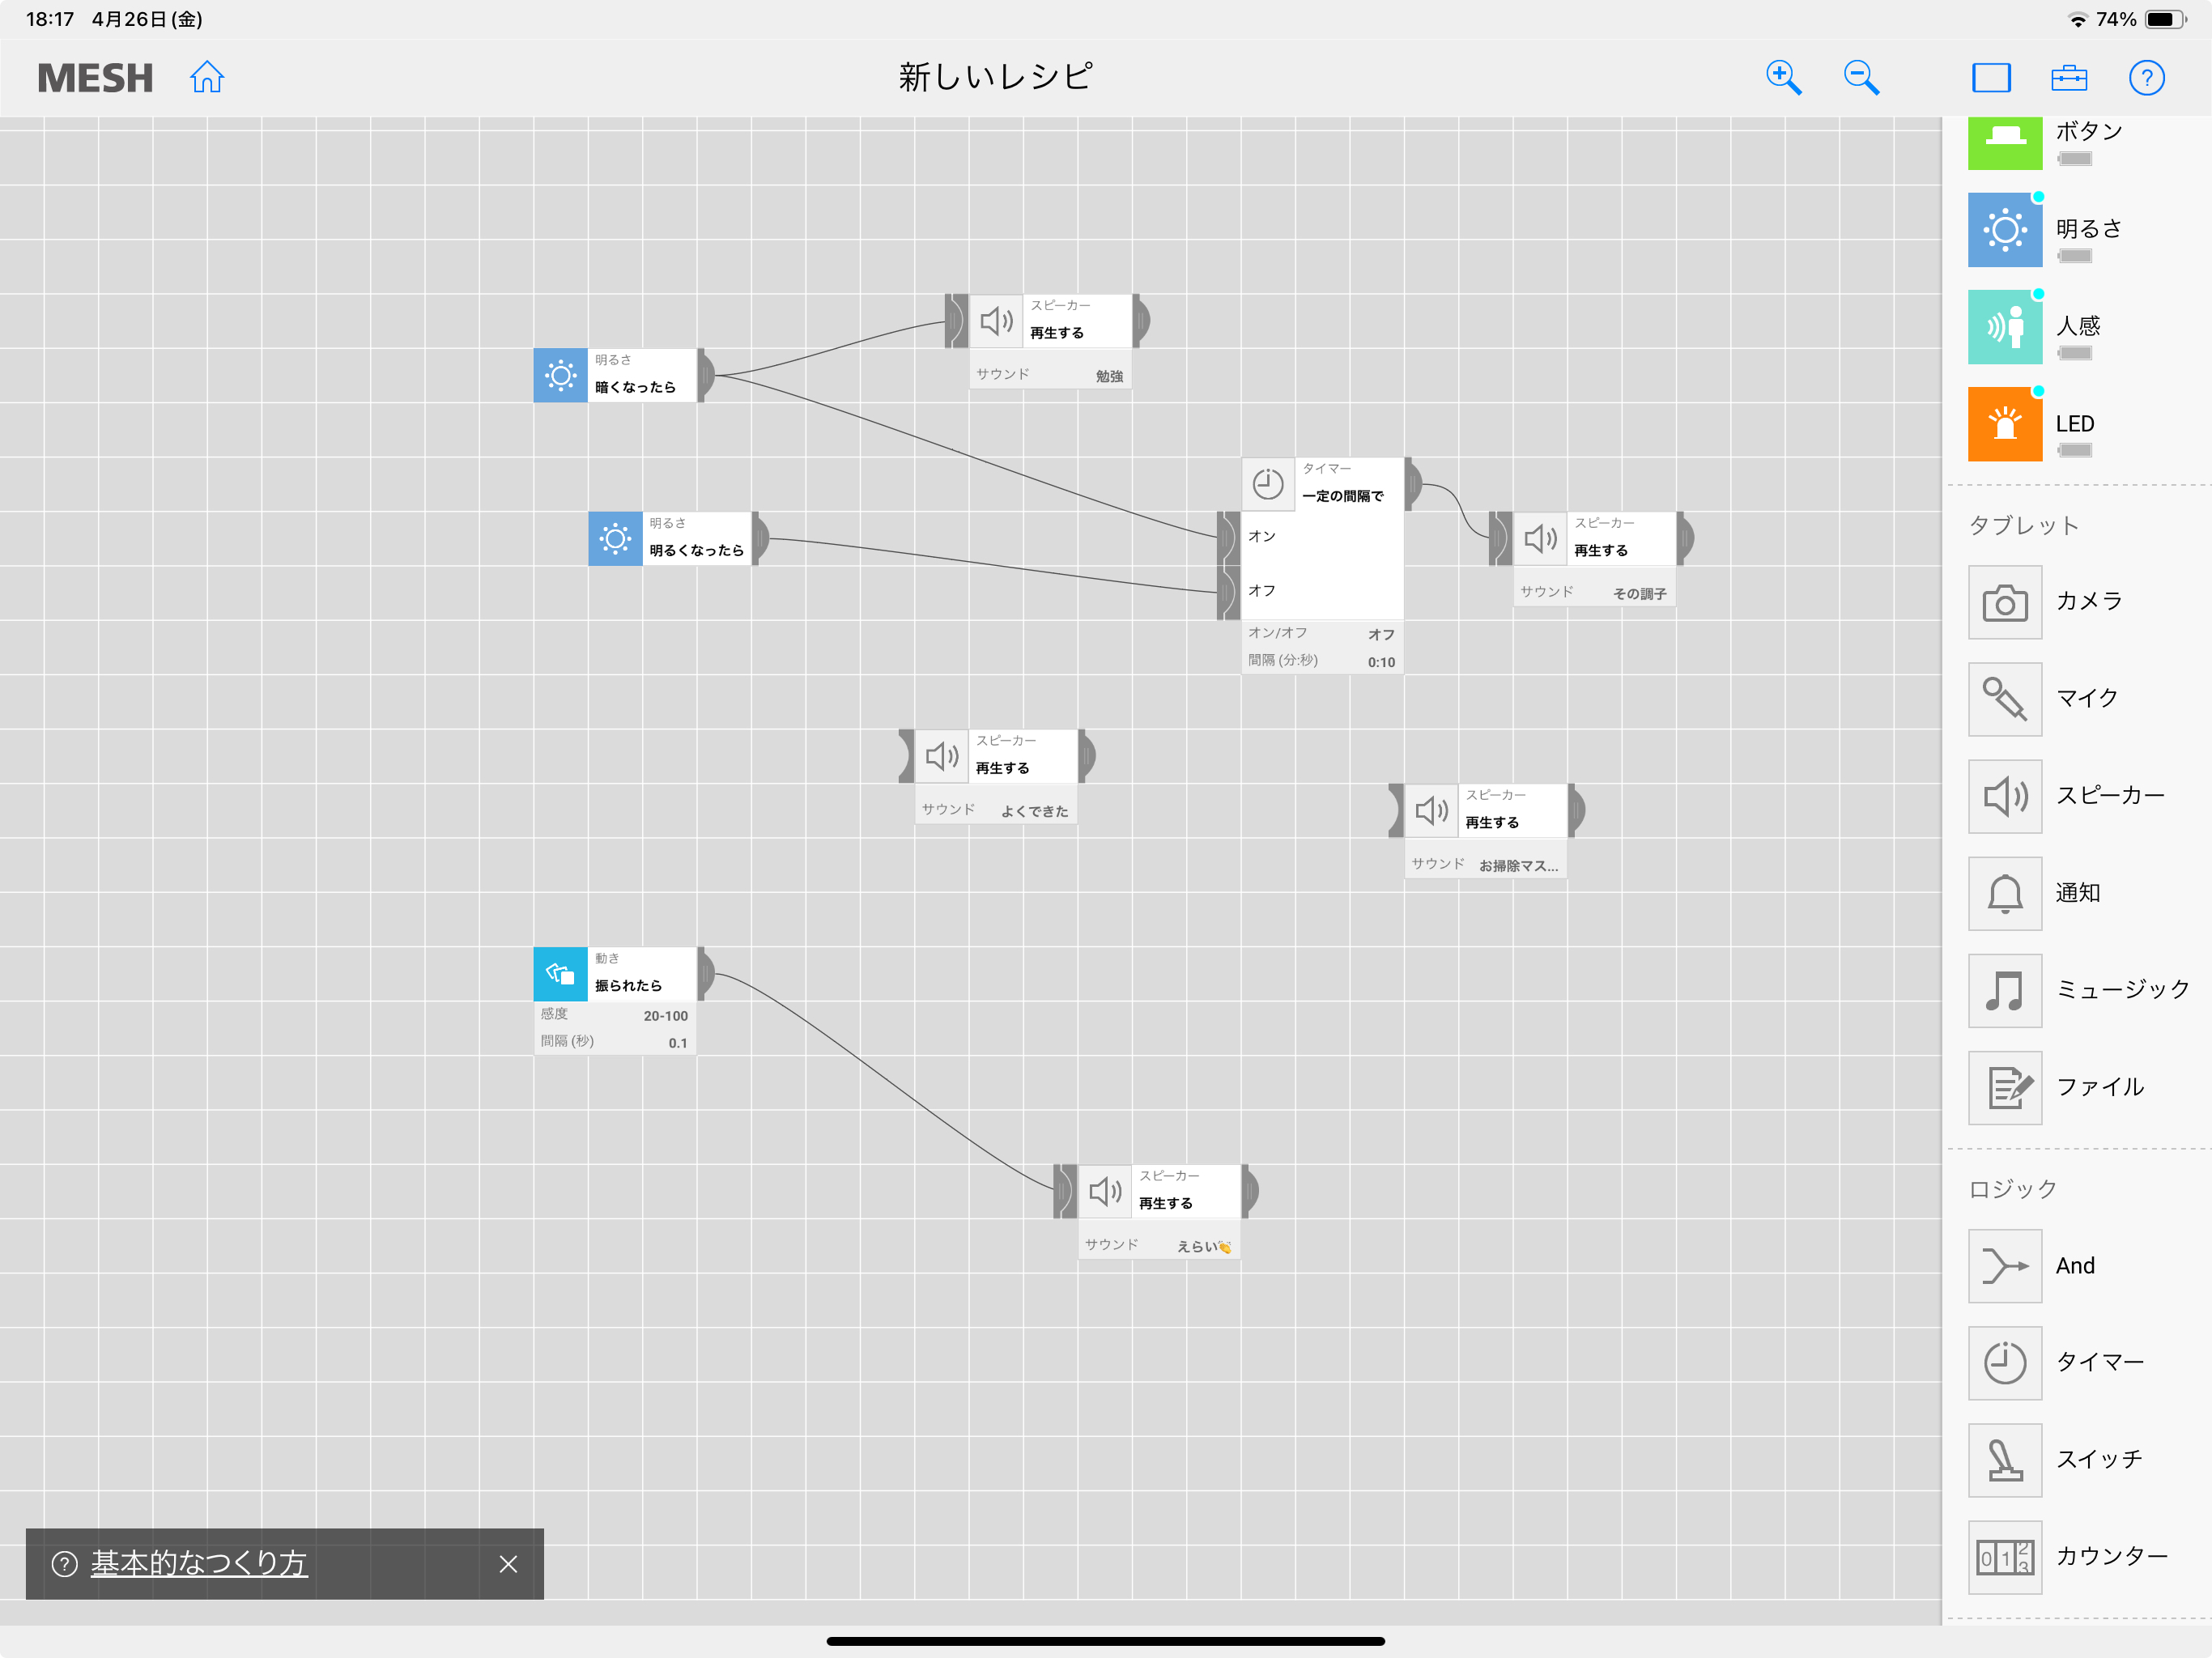 18:17 4月26日(金)
74%
MESH
新しいレシピ
ボタン
明るさ
人感
LED
タブレット
カメラ
マイク
スピーカー
通知
ミュージック
ファイル
ロジック
And
タイマー
スイッチ
カウンター
スピーカー
再生する
サウンド 勉強
明るさ
暗くなったら
タイマー
一定の間隔で
オン
オフ
オン/オフ オフ
間隔 (分:秒) 0:10
明るさ
明るくなったら
スピーカー
再生する
サウンド その調子
スピーカー
再生する
サウンド よくできた
スピーカー
再生する
サウンド お掃除マス...
動き
振られたら
感度 20-100
間隔 (秒) 0.1
スピーカー
再生する
サウンド えらい👏
基本的なつくり方